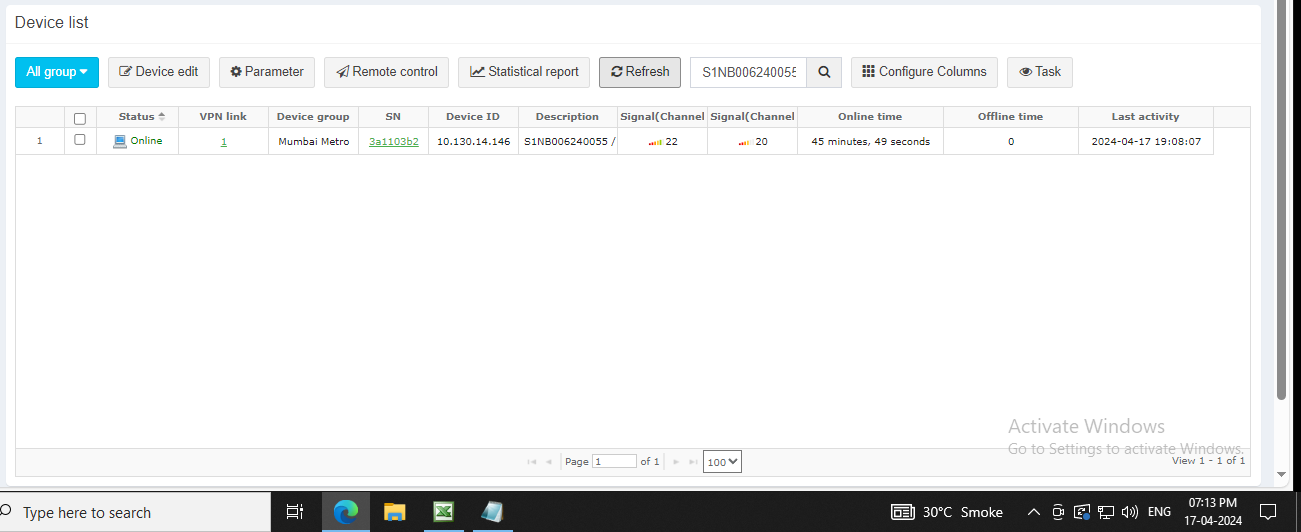 Device list
All group Device edit Parameter Remote control Statistical report Refresh S1NB006240055 Configure Columns Task
Status VPN link Device group SN Device ID Description Signal(Channel Signal(Channel Online time Offline time Last activity
1 Online 1 Mumbai Metro 3a1103b2 10.130.14.146 S1NB006240055 / 22 20 45 minutes, 49 seconds 0 2024-04-17 19:08:07
Activate Windows
Go to Settings to activate Windows.
Page 1 of 1 100 View 1 - 1 of 1
Type here to search 30°C Smoke ENG 07:13 PM
17-04-2024